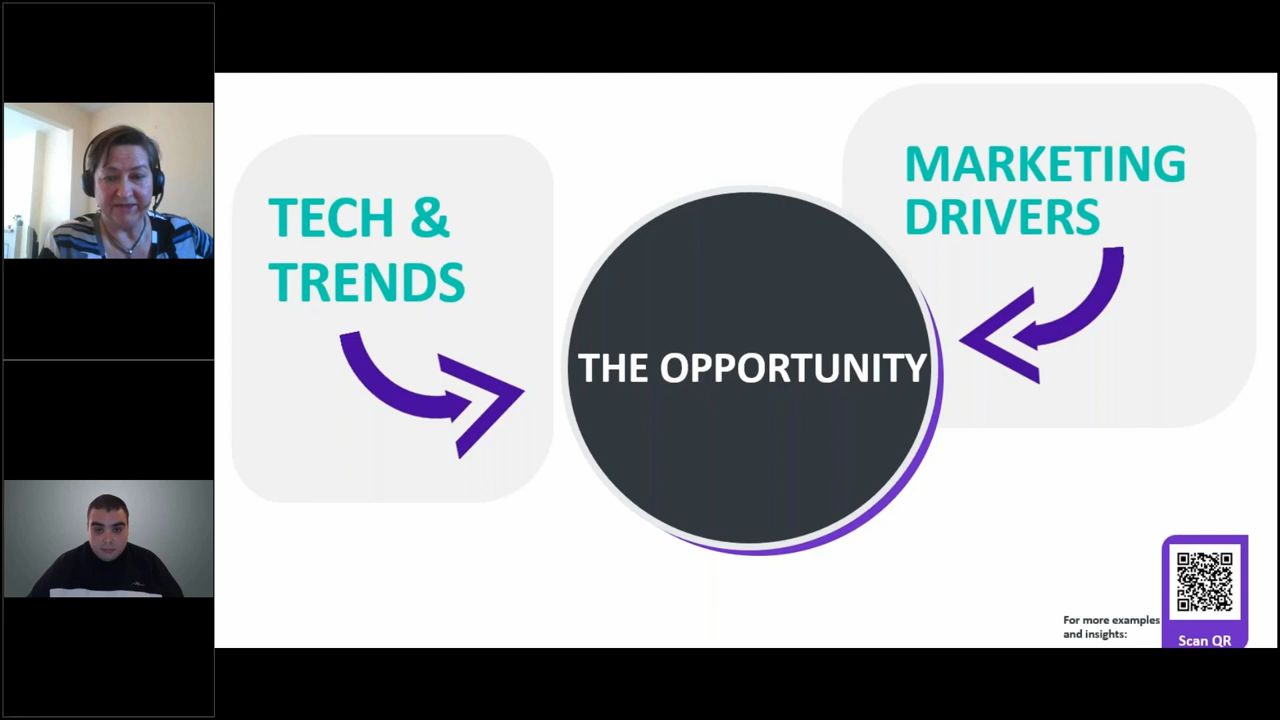 TECH &
TRENDS
THE OPPORTUNITY
MARKETING
DRIVERS
For more examples
and insights:
Scan QR